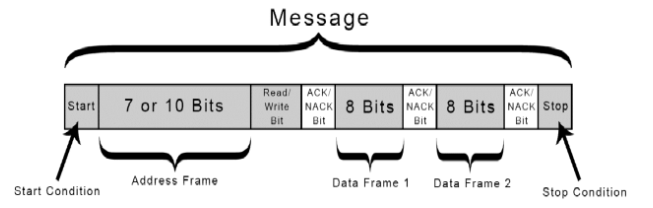 Message
Start
7 or 10 Bits
Read/
Write
Bit
ACK/
NACK
Bit
8 Bits
ACK/
NACK
Bit
8 Bits
ACK/
NACK
Bit
Stop
Start Condition
Address Frame
Data Frame 1
Data Frame 2
Stop Condition